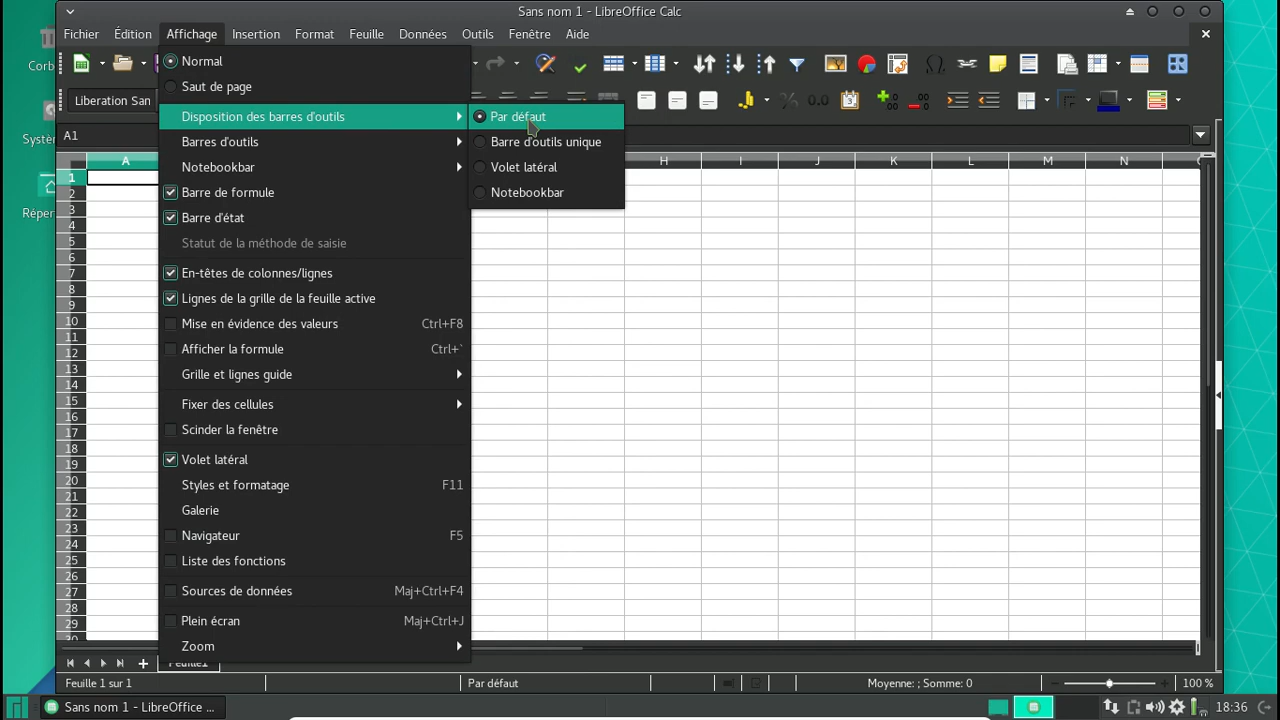 Sans nom 1 - LibreOffice Calc
Fichier Édition Affichage Insertion Format Feuille Données Outils Fenêtre Aide
Normal
Saut de page
Disposition des barres d'outils
Barres d'outils
Notebookbar
Barre de formule
Barre d'état
Statut de la méthode de saisie
En-têtes de colonnes/lignes
Lignes de la grille de la feuille active
Mise en évidence des valeurs Ctrl+F8
Afficher la formule Ctrl+`
Grille et lignes guide
Fixer des cellules
Scinder la fenêtre
Volet latéral
Styles et formatage F11
Galerie
Navigateur F5
Liste des fonctions
Sources de données Maj+Ctrl+F4
Plein écran Maj+Ctrl+J
Zoom
Par défaut
Barre d'outils unique
Volet latéral
Notebookbar
Corb
Systè
Réper
Liberation San
0.0
A1
A H I J K L M N
1
2
3
4
5
6
7
8
9
10
11
12
13
14
15
16
17
18
19
20
21
22
23
24
25
26
27
28
29
30
Feuille1
Feuille 1 sur 1 Par défaut Moyenne: ; Somme: 0 100 %
Sans nom 1 - LibreOffice ... 18:36